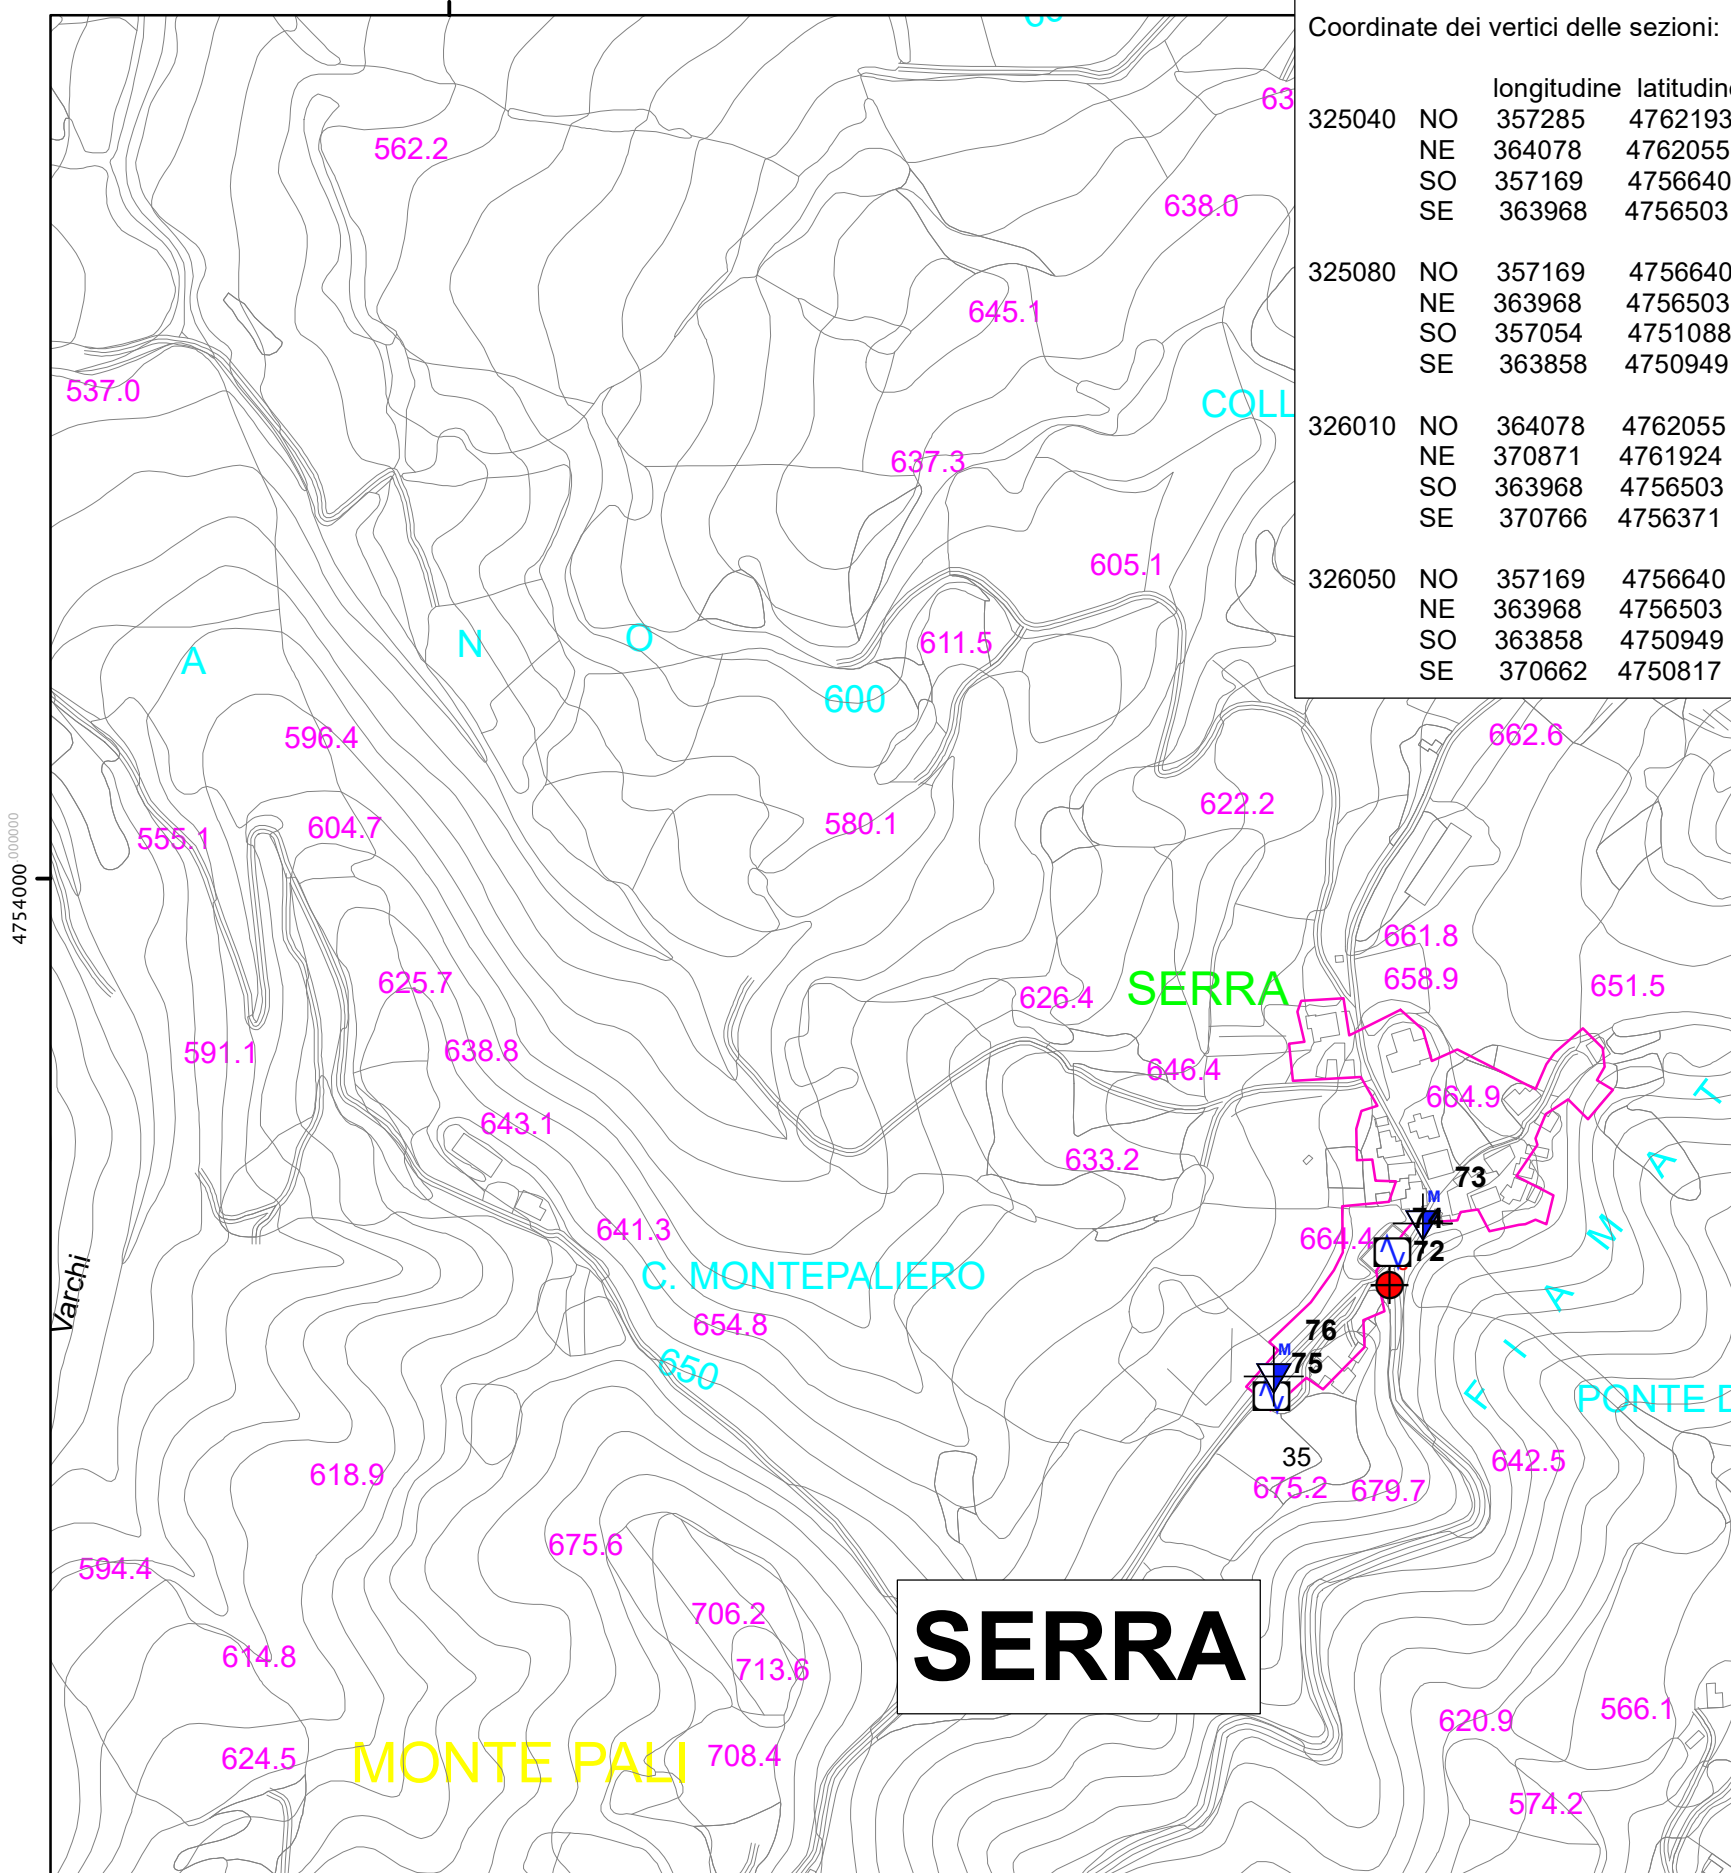 Coordinate dei vertici delle sezioni:
longitudine
325040 NO 357285 4762193
NE 364078 4762055
SO 357169 4756640
SE 363968 4756503
325080 NO 357169 4756640
NE 363968 4756503
SO 357054 4751088
SE 363858 4750949
326010 NO 364078 4762055
NE 370871 4761924
SO 363968 4756503
SE 370766 4756371
326050 NO 357169 4756640
NE 363968 4756503
SO 363858 4750949
SE 370662 4750817
562.2
638.0
645.1
537.0
637.3
605.1
611.5
A N O
600
662.6
596.4
622.2
604.7
580.1
555.1
4754000.000000
661.8
658.9
625.7
651.5
626.4
SERRA
591.1
638.8
646.4
664.9
643.1
633.2
73
M
74
641.3
664.4
72
Varchi
C. MONTEPALIERO
654.8
76
650
M
75
F I A M A T
PONTE
35
642.5
618.9
675.2
679.7
675.6
594.4
706.2
SERRA
614.8
713.6
566.1
620.9
624.5
MONTE PALI
708.4
574.2